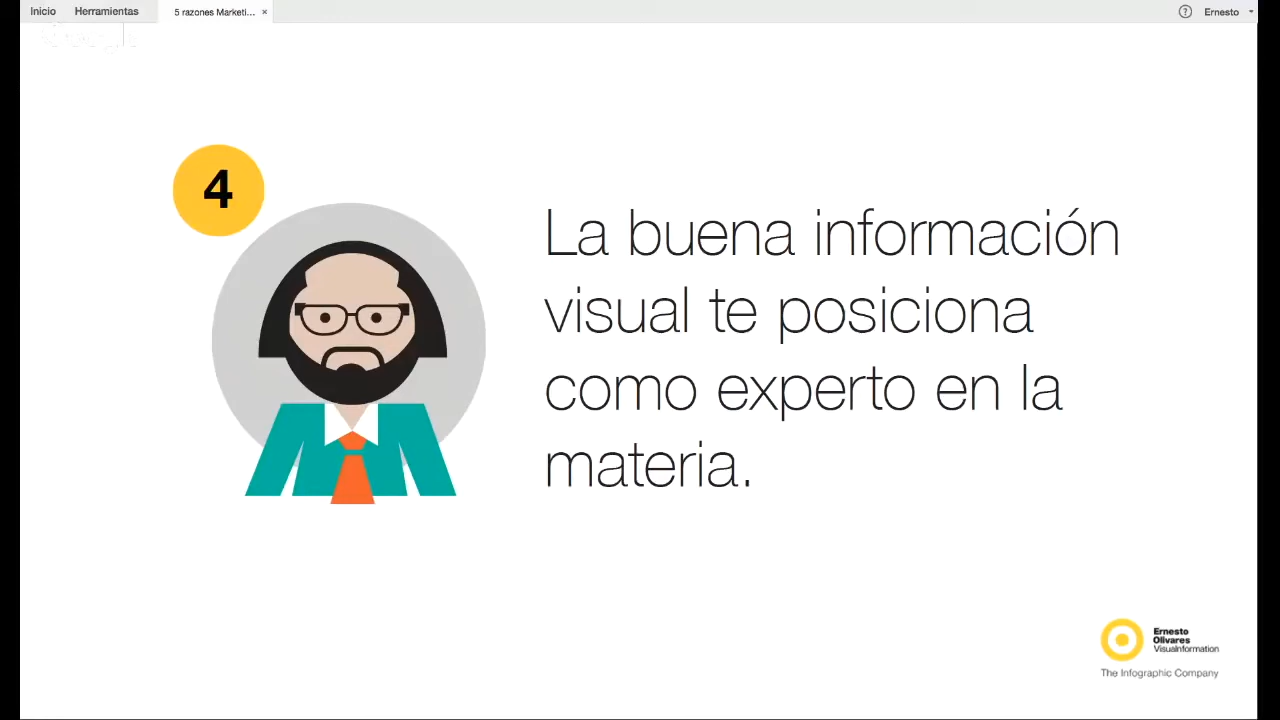 Inicio Herramientas 5 razones Marketi... × ? Ernesto
4
La buena información
visual te posiciona
como experto en la
materia.
Ernesto
Olivares
VisualInformation
The Infographic Company